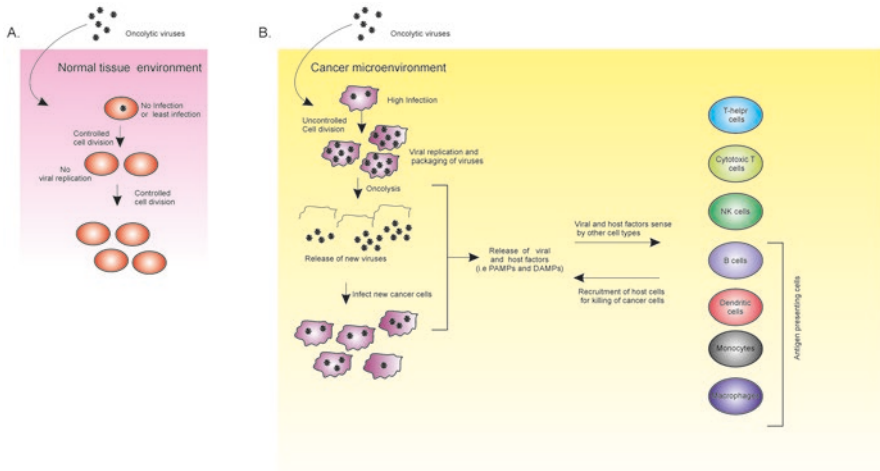 A.
Oncolytic viruses
Normal tissue environment
No infection
or least infection
Controlled
cell division
No
viral replication
Controlled
cell division
B.
Oncolytic viruses
Cancer microenvironment
High Infection
Uncontrolled
Cell division
Viral replication and
packaging of viruses
Oncolysis
Release of new viruses
Infect new cancer cells
Release of viral
and host factors
(i.e PAMPs and DAMPs)
Viral and host factors sense
by other cell types
Recruitment of host cells
for killing of cancer cells
T-helpr
cells
Cytotoxic T
cells
NK cells
B cells
Dendritic
cells
Monocytes
Macrophage
Antigen presenting cells